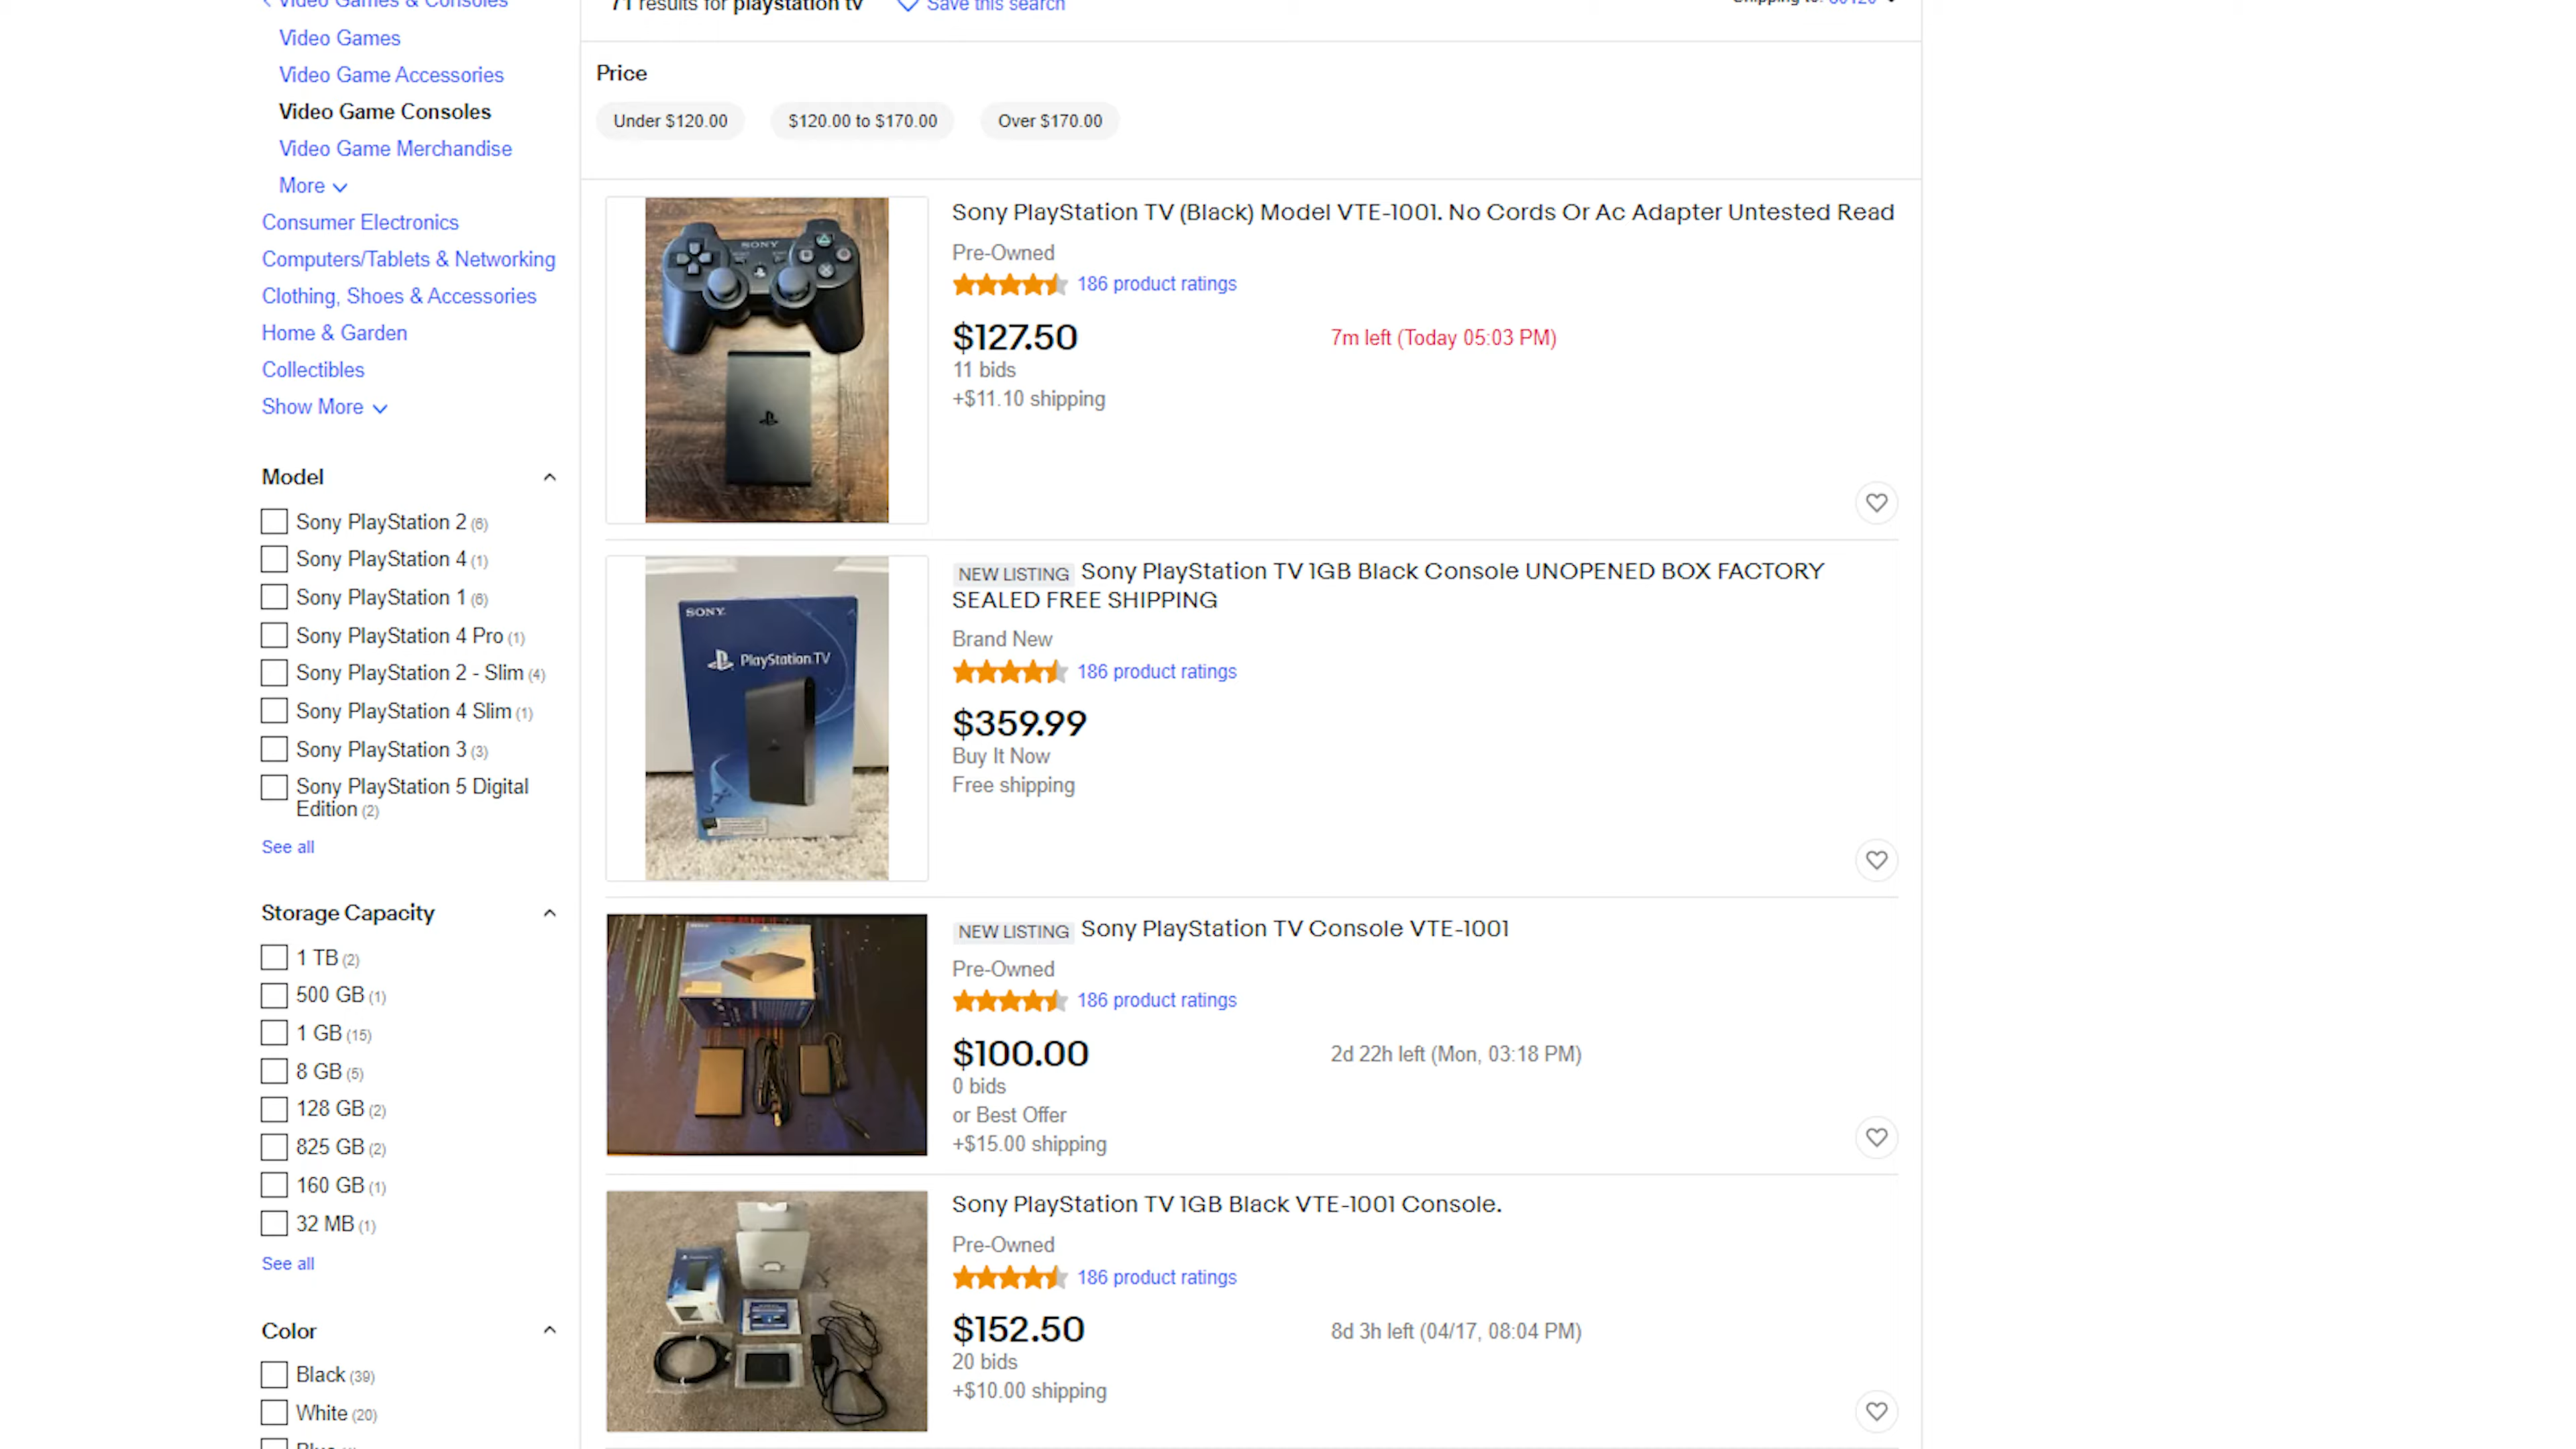 Video Games & Consoles
71 results for playstation tv
Save this search
Shipping to: 80120
Video Games
Video Game Accessories
Video Game Consoles
Video Game Merchandise
More
Consumer Electronics
Computers/Tablets & Networking
Clothing, Shoes & Accessories
Home & Garden
Collectibles
Show More
Model
Sony PlayStation 2 (6)
Sony PlayStation 4 (1)
Sony PlayStation 1 (6)
Sony PlayStation 4 Pro (1)
Sony PlayStation 2 - Slim (4)
Sony PlayStation 4 Slim (1)
Sony PlayStation 3 (3)
Sony PlayStation 5 Digital
Edition (2)
See all
Storage Capacity
1 TB (2)
500 GB (1)
1 GB (15)
8 GB (5)
128 GB (2)
825 GB (2)
160 GB (1)
32 MB (1)
See all
Color
Black (39)
White (20)
Price
Under $120.00
$120.00 to $170.00
Over $170.00
SONY
Sony PlayStation TV (Black) Model VTE-1001. No Cords Or Ac Adapter Untested Read
Pre-Owned
186 product ratings
$127.50
7m left (Today 05:03 PM)
11 bids
+$11.10 shipping
SONY
PlayStation.TV
NEW LISTING Sony PlayStation TV 1GB Black Console UNOPENED BOX FACTORY
SEALED FREE SHIPPING
Brand New
186 product ratings
$359.99
Buy It Now
Free shipping
NEW LISTING Sony PlayStation TV Console VTE-1001
Pre-Owned
186 product ratings
$100.00
2d 22h left (Mon, 03:18 PM)
0 bids
or Best Offer
+$15.00 shipping
Sony PlayStation TV 1GB Black VTE-1001 Console.
Pre-Owned
186 product ratings
$152.50
8d 3h left (04/17, 08:04 PM)
20 bids
+$10.00 shipping